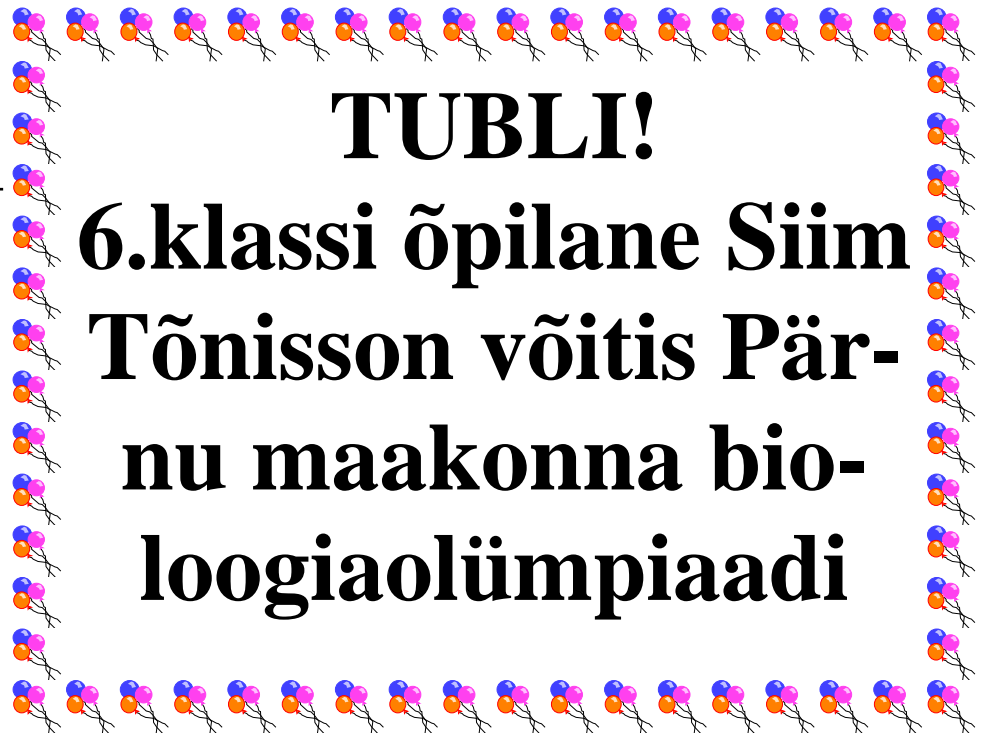 TUBLI!
6.klassi õpilane Siim
Tõnisson võitis Pär-
nu maakonna bio-
loogiaolümpiaadi